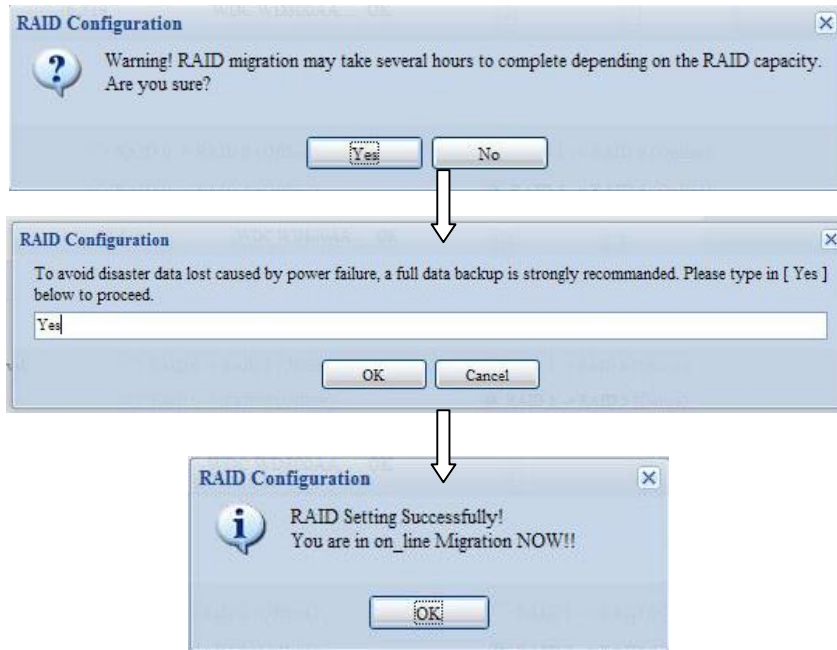 RAID Configuration
Warning! RAID migration may take several hours to complete depending on the RAID capacity.
Are you sure?
Yes
No
RAID Configuration
To avoid disaster data lost caused by power failure, a full data backup is strongly recommanded. Please type in [ Yes ]
below to proceed.
Yes
OK
Cancel
RAID Configuration
RAID Setting Successfully!
You are in on_line Migration NOW!!
OK